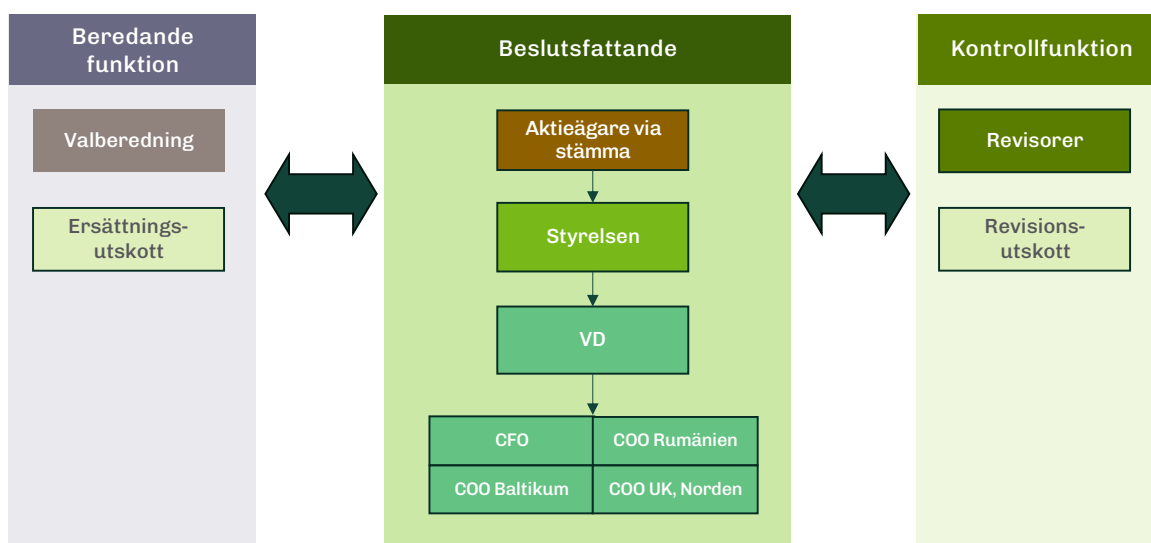 Beredande
funktion
Valberedning
Ersättnings-
utskott
Beslutsfattande
Aktieägare via
stämma
Styrelsen
VD
CFO
COO Rumänien
COO Baltikum
COO UK, Norden
Kontrollfunktion
Revisorer
Revisions-
utskott